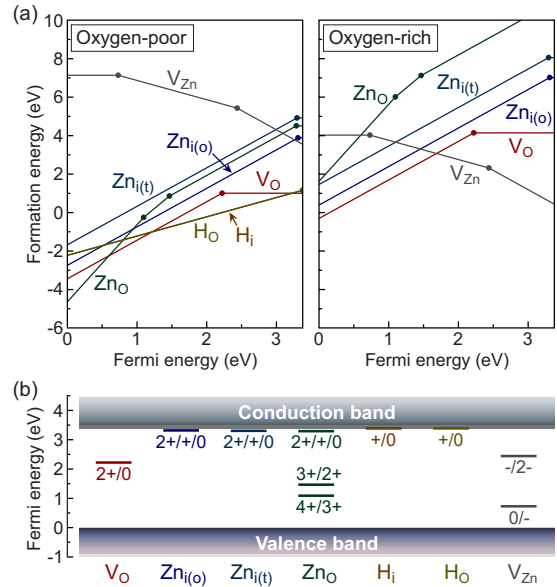 (a)
Oxygen-poor
Oxygen-rich
Formation energy (eV)
10
8
6
4
2
0
-2
-4
-6
V_Zn
Zn_i(o)
Zn_i(t)
V_O
H_O
H_i
Zn_O
Zn_O
Zn_i(t)
Zn_i(o)
V_O
V_Zn
0 1 2 3
0 1 2 3
Fermi energy (eV)
Fermi energy (eV)
(b)
Fermi energy (eV)
4
3
2
1
0
-1
Conduction band
2+/+/0 2+/+/0 2+/+/0 +/0 +/0
2+/0
3+/2+
4+/3+
-/2-
0/-
Valence band
V_O Zn_i(o) Zn_i(t) Zn_O H_i H_O V_Zn